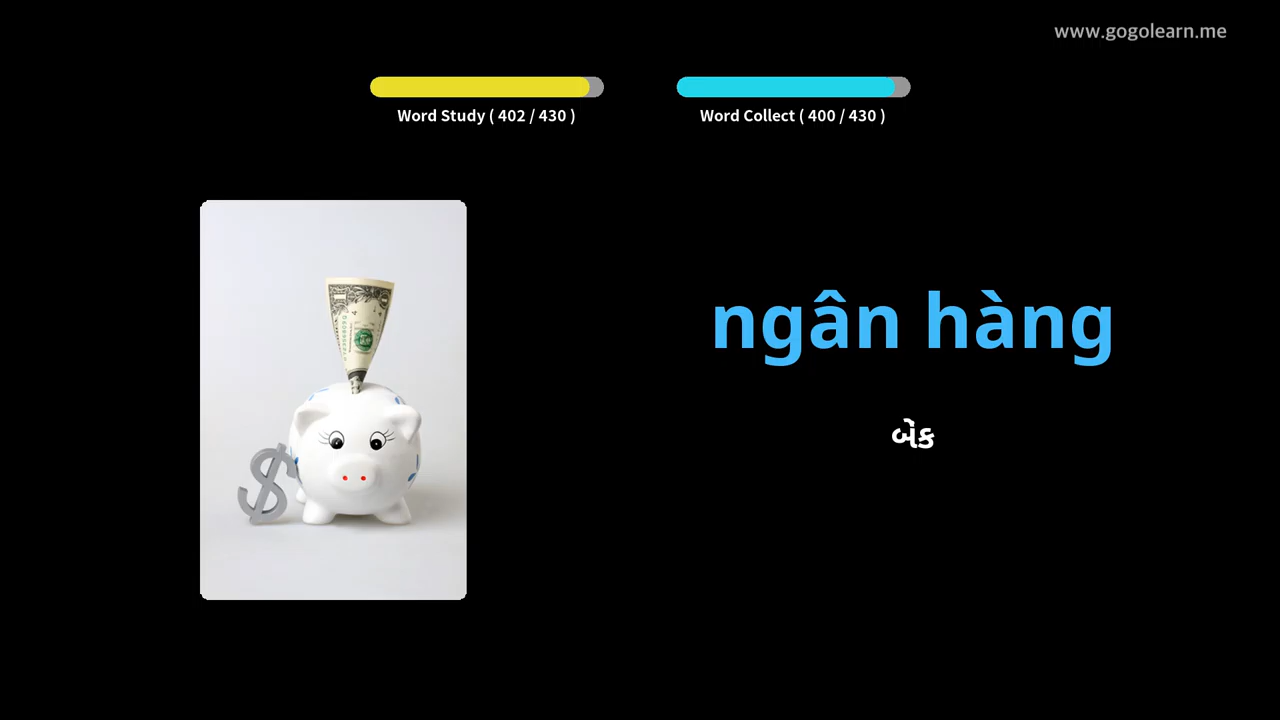 www.gogolearn.me
Word Study ( 402 / 430 )
Word Collect ( 400 / 430 )
ngân hàng
બેંક
$